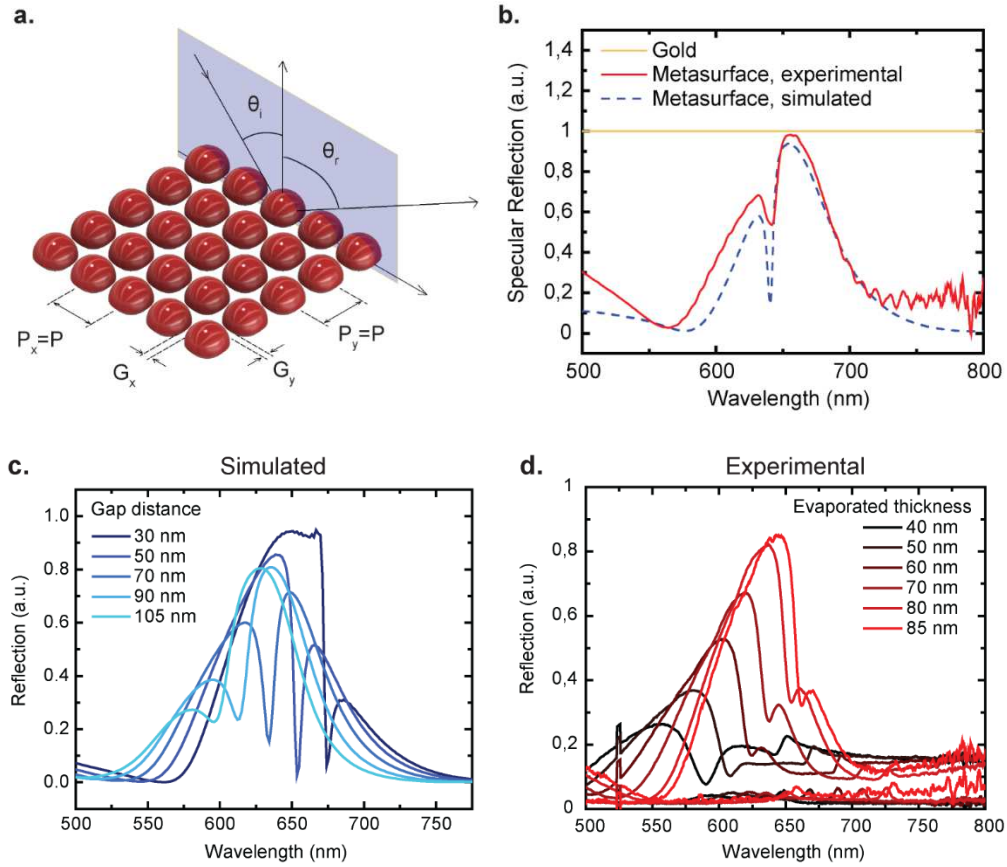 a.
θi
θr
Px=P
Py=P
Gx
Gy
b.
Gold
Metasurface, experimental
Metasurface, simulated
Specular Reflection (a.u.)
1,4
1,2
1
0,8
0,6
0,4
0,2
0
500 600 700 800
Wavelength (nm)
c.
Simulated
Gap distance
30 nm
50 nm
70 nm
90 nm
105 nm
Reflection (a.u.)
1.0
0.8
0.6
0.4
0.2
0.0
500 550 600 650 700 750
Wavelength (nm)
d.
Experimental
Evaporated thickness
40 nm
50 nm
60 nm
70 nm
80 nm
85 nm
Reflection (a.u.)
1
0,8
0,6
0,4
0,2
0
500 550 600 650 700 750 800
Wavelength (nm)